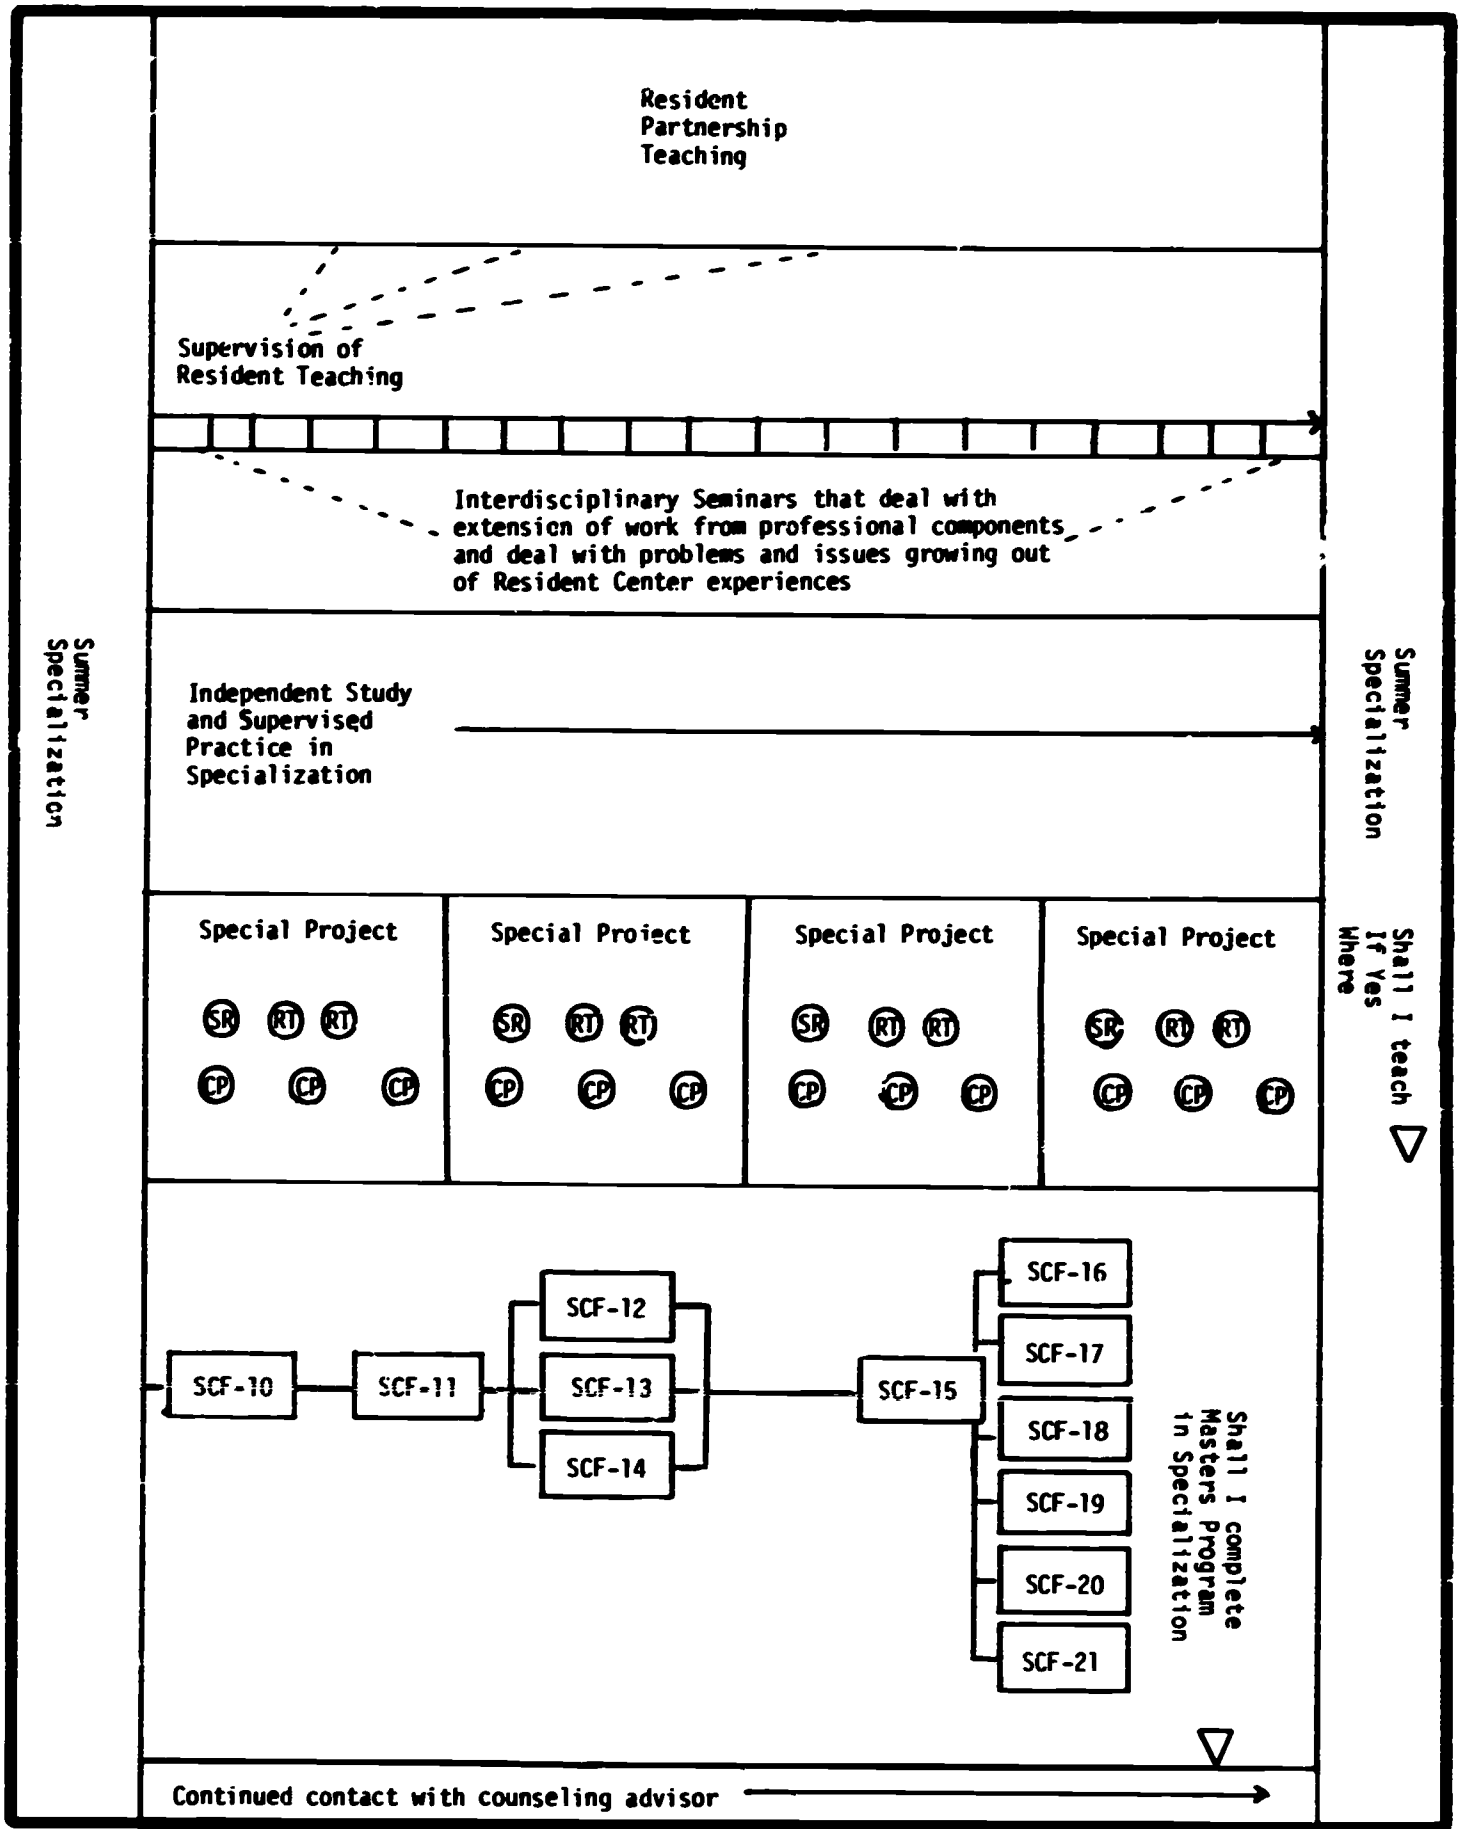 Resident
Partnership
Teaching
Supervision of
Resident Teaching
Interdisciplinary Seminars that deal with
extension of work from professional components
and deal with problems and issues growing out
of Resident Center experiences
Summer
Specialization
Independent Study
and Supervised
Practice in
Specialization
Summer
Specialization
Special Project
Special Project
Special Project
Special Project
SR RT RT
CP CP CP
SR RT RT
CP CP CP
SR RT RT
CP CP CP
SR RT RT
CP CP CP
Shall I teach
If Yes
Where
SCF-10
SCF-11
SCF-12
SCF-13
SCF-14
SCF-15
SCF-16
SCF-17
SCF-18
SCF-19
SCF-20
SCF-21
Shall I complete
Masters Program
in Specialization
Continued contact with counseling advisor